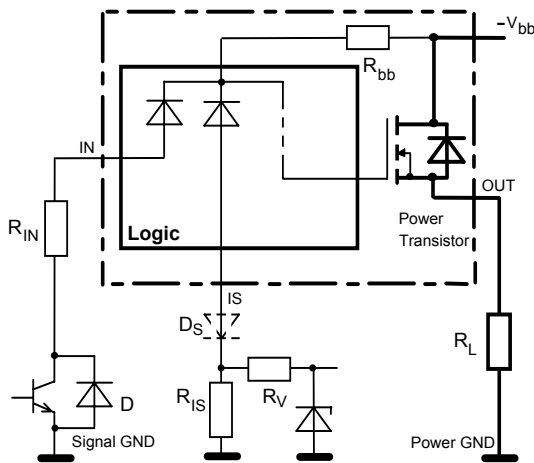 -Vbb
Rbb
IN
OUT
RIN
Logic
Power
Transistor
IS
DS
RL
D
RIS
RV
Signal GND
Power GND